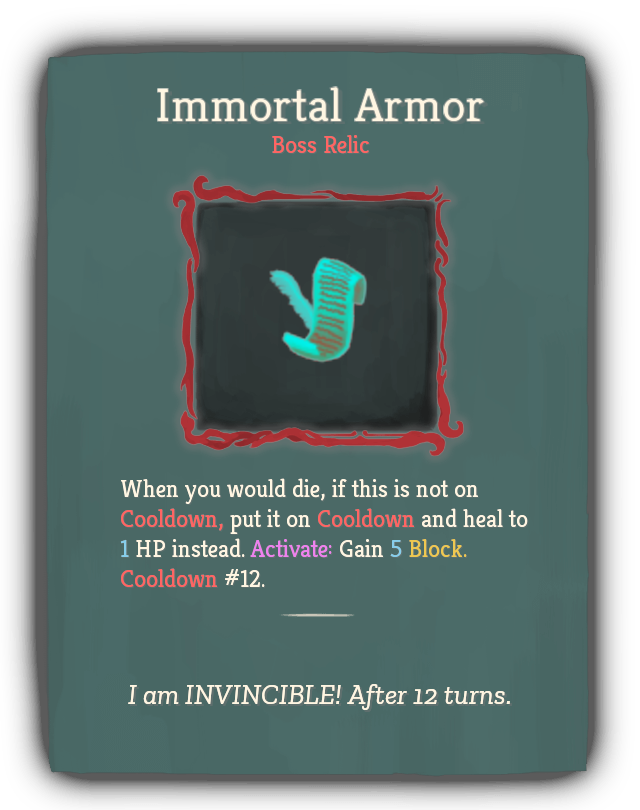 Immortal Armor
Boss Relic
When you would die, if this is not on
Cooldown, put it on Cooldown and heal to
1 HP instead. Activate: Gain 5 Block.
Cooldown #12.
I am INVINCIBLE! After 12 turns.